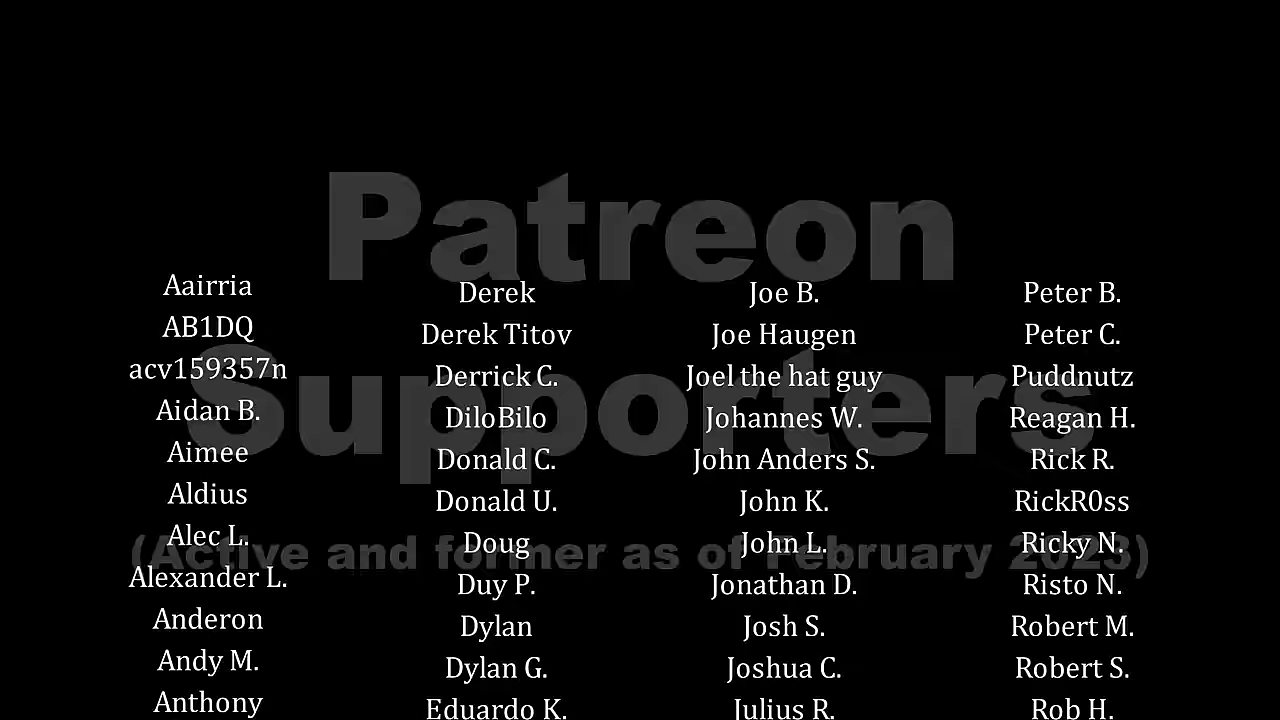 Patreon
Supporters
(Active and former as of February 2023)
Aairria
AB1DQ
acv159357n
Aidan B.
Aimee
Aldius
Alec L.
Alexander L.
Anderon
Andy M.
Anthony
Derek
Derek Titov
Derrick C.
DiloBilo
Donald C.
Donald U.
Doug
Duy P.
Dylan
Dylan G.
Eduardo K.
Joe B.
Joe Haugen
Joel the hat guy
Johannes W.
John Anders S.
John K.
John L.
Jonathan D.
Josh S.
Joshua C.
Julius R.
Peter B.
Peter C.
Puddnutz
Reagan H.
Rick R.
RickR0ss
Ricky N.
Risto N.
Robert M.
Robert S.
Rob H.